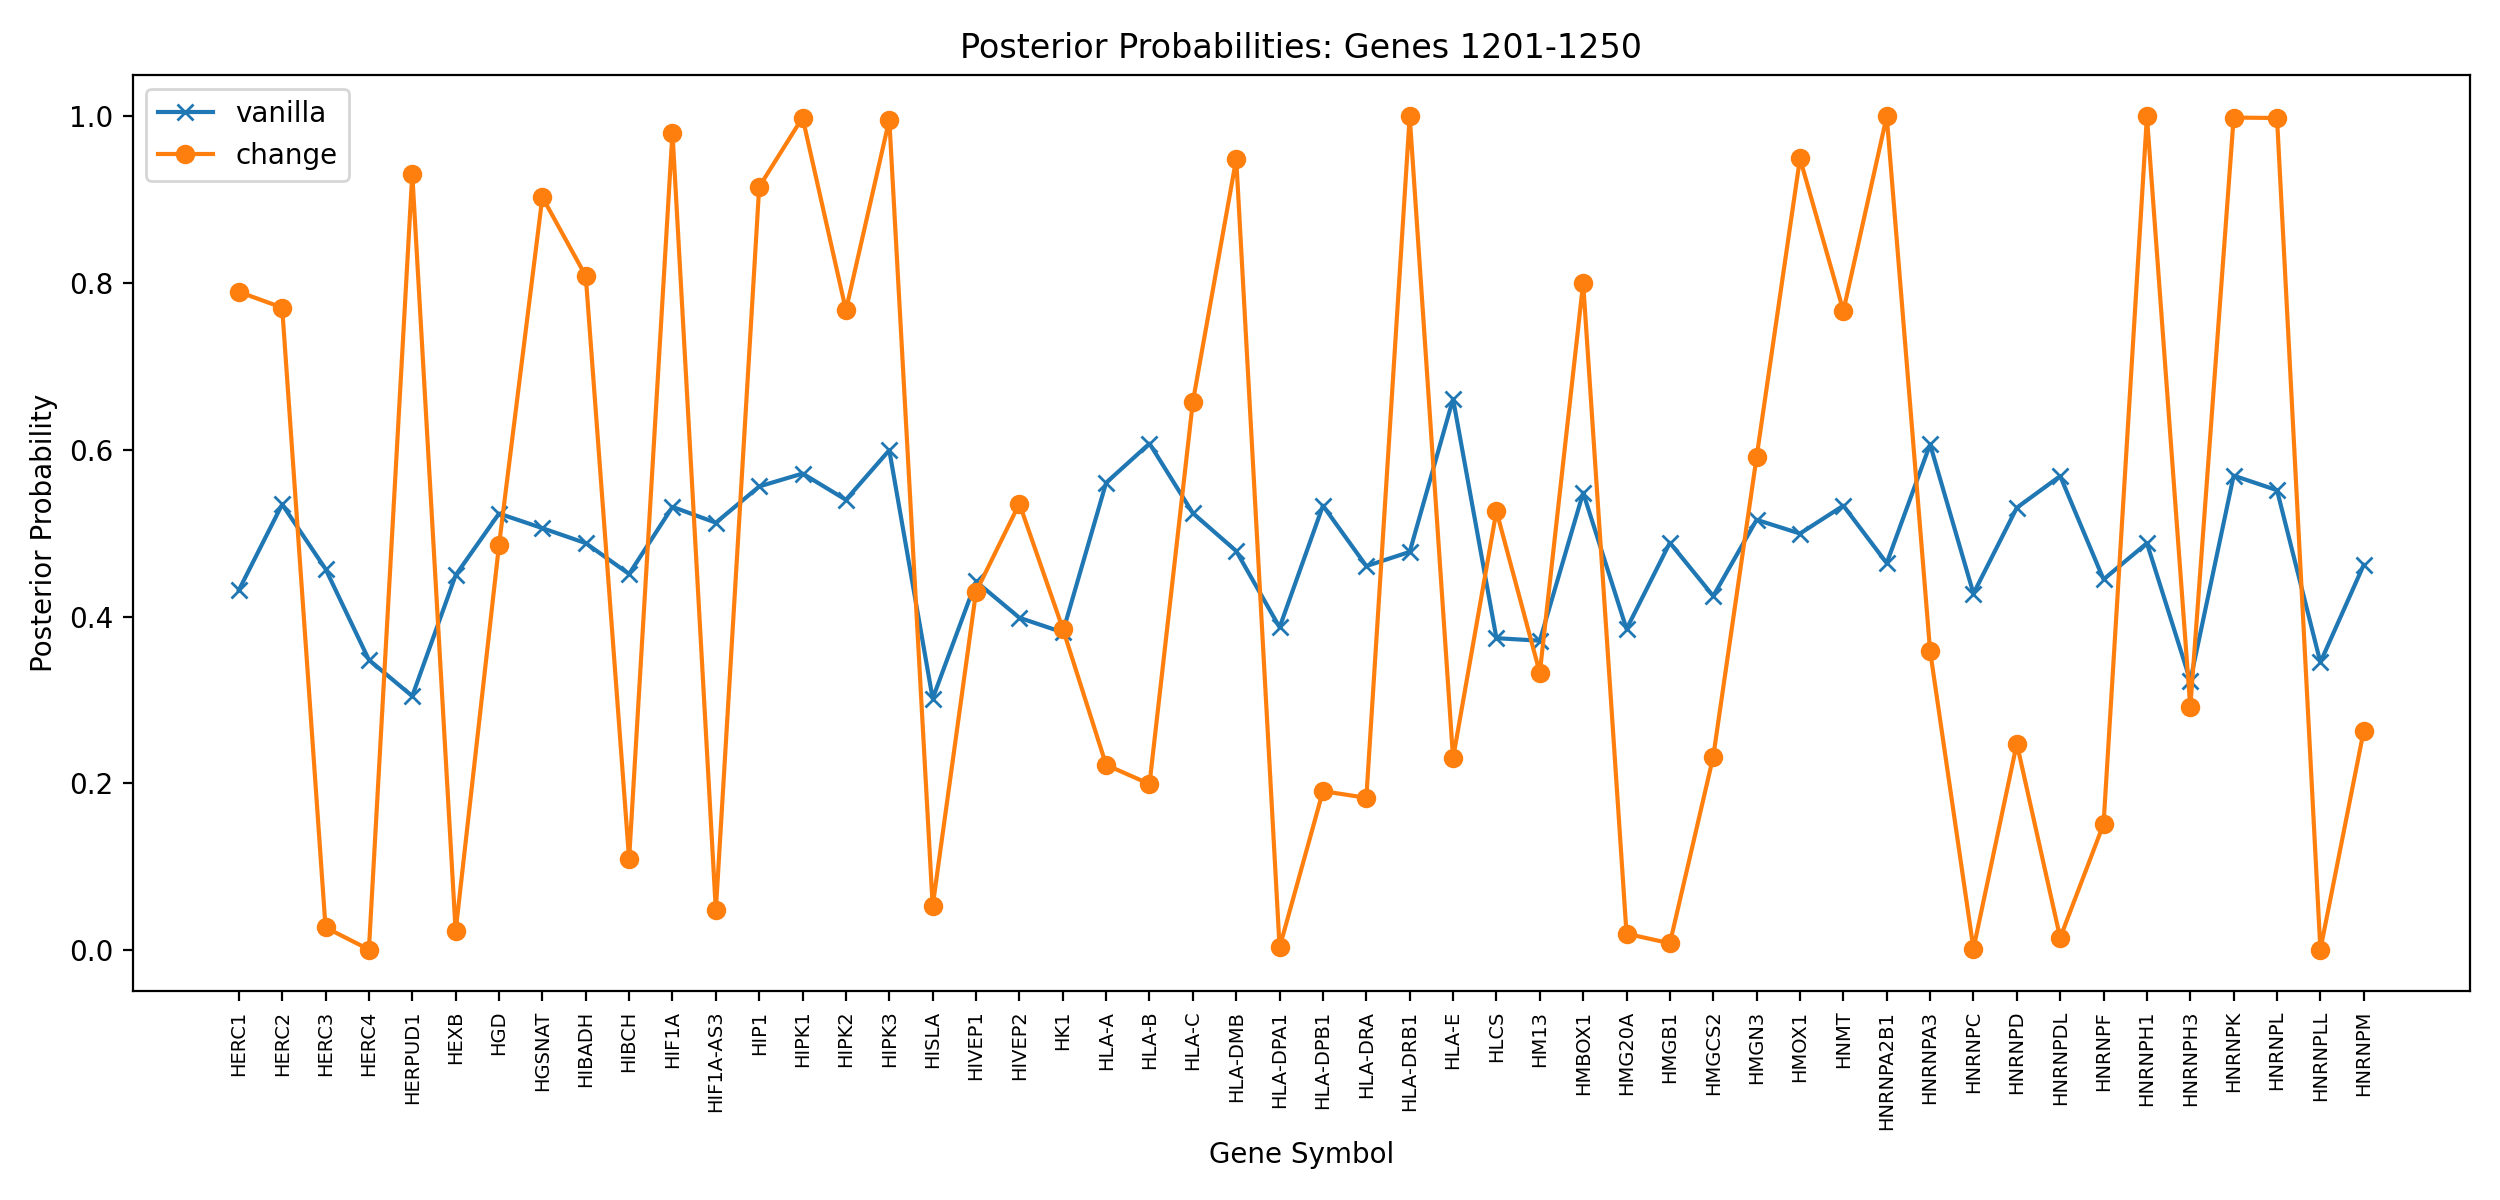 Posterior Probabilities: Genes 1201-1250
vanilla
change
Posterior Probability
1.0
0.8
0.6
0.4
0.2
0.0
HERC1
HERC2
HERC3
HERC4
HERPUD1
HEXB
HGD
HGSNAT
HIBADH
HIBCH
HIF1A
HIF1A-AS3
HIP1
HIPK1
HIPK2
HIPK3
HISLA
HIVEP1
HIVEP2
HK1
HLA-A
HLA-B
HLA-C
HLA-DMB
HLA-DPA1
HLA-DPB1
HLA-DRA
HLA-DRB1
HLA-E
HLCS
HM13
HMBOX1
HMG20A
HMGB1
HMGCS2
HMGN3
HMOX1
HNMT
HNRNPA2B1
HNRNPA3
HNRNPC
HNRNPD
HNRNPDL
HNRNPF
HNRNPH1
HNRNPH3
HNRNPK
HNRNPL
HNRNPLL
HNRNPM
Gene Symbol